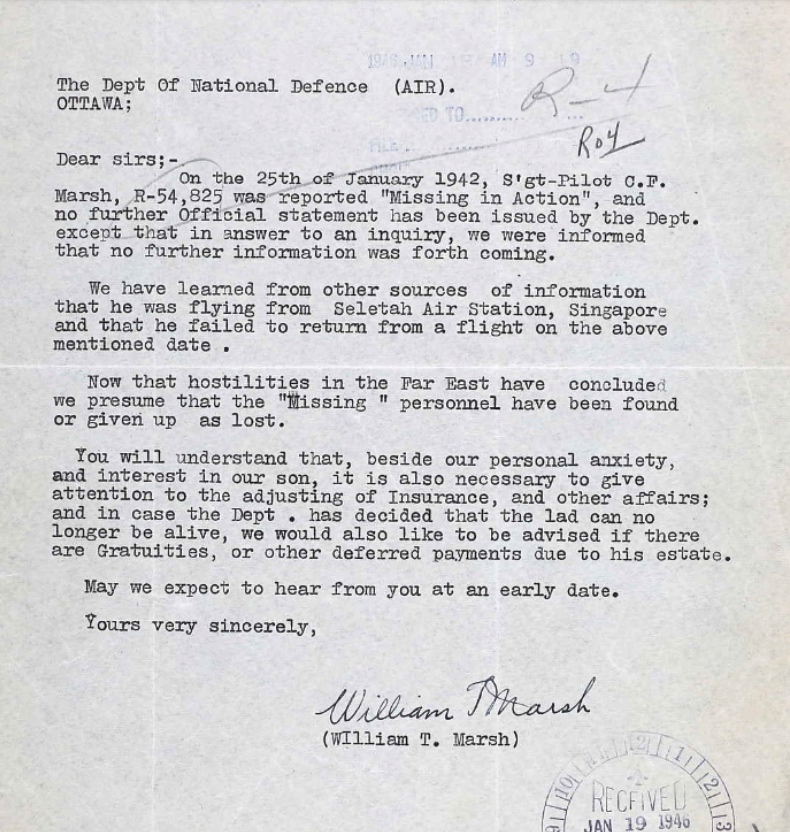 1946 JAN AM 9 19
The Dept Of National Defence (AIR).
OTTAWA;
R-4
ED TO...........
FILE
Roy
Dear sirs;-
On the 25th of January 1942, S'gt-Pilot C.F.
Marsh, R-54,825 was reported "Missing in Action", and
no further Official statement has been issued by the Dept.
except that in answer to an inquiry, we were informed
that no further information was forth coming.
We have learned from other sources of information
that he was flying from Seletah Air Station, Singapore
and that he failed to return from a flight on the above
mentioned date .
Now that hostilities in the Far East have concluded
we presume that the "Missing " personnel have been found
or given up as lost.
You will understand that, beside our personal anxiety,
and interest in our son, it is also necessary to give
attention to the adjusting of Insurance, and other affairs;
and in case the Dept . has decided that the lad can no
longer be alive, we would also like to be advised if there
are Gratuities, or other deferred payments due to his estate.
May we expect to hear from you at an early date.
Yours very sincerely,
William T Marsh
(WIlliam T. Marsh)
10 12 1 2 3
RECEIVED
JAN 19 1946